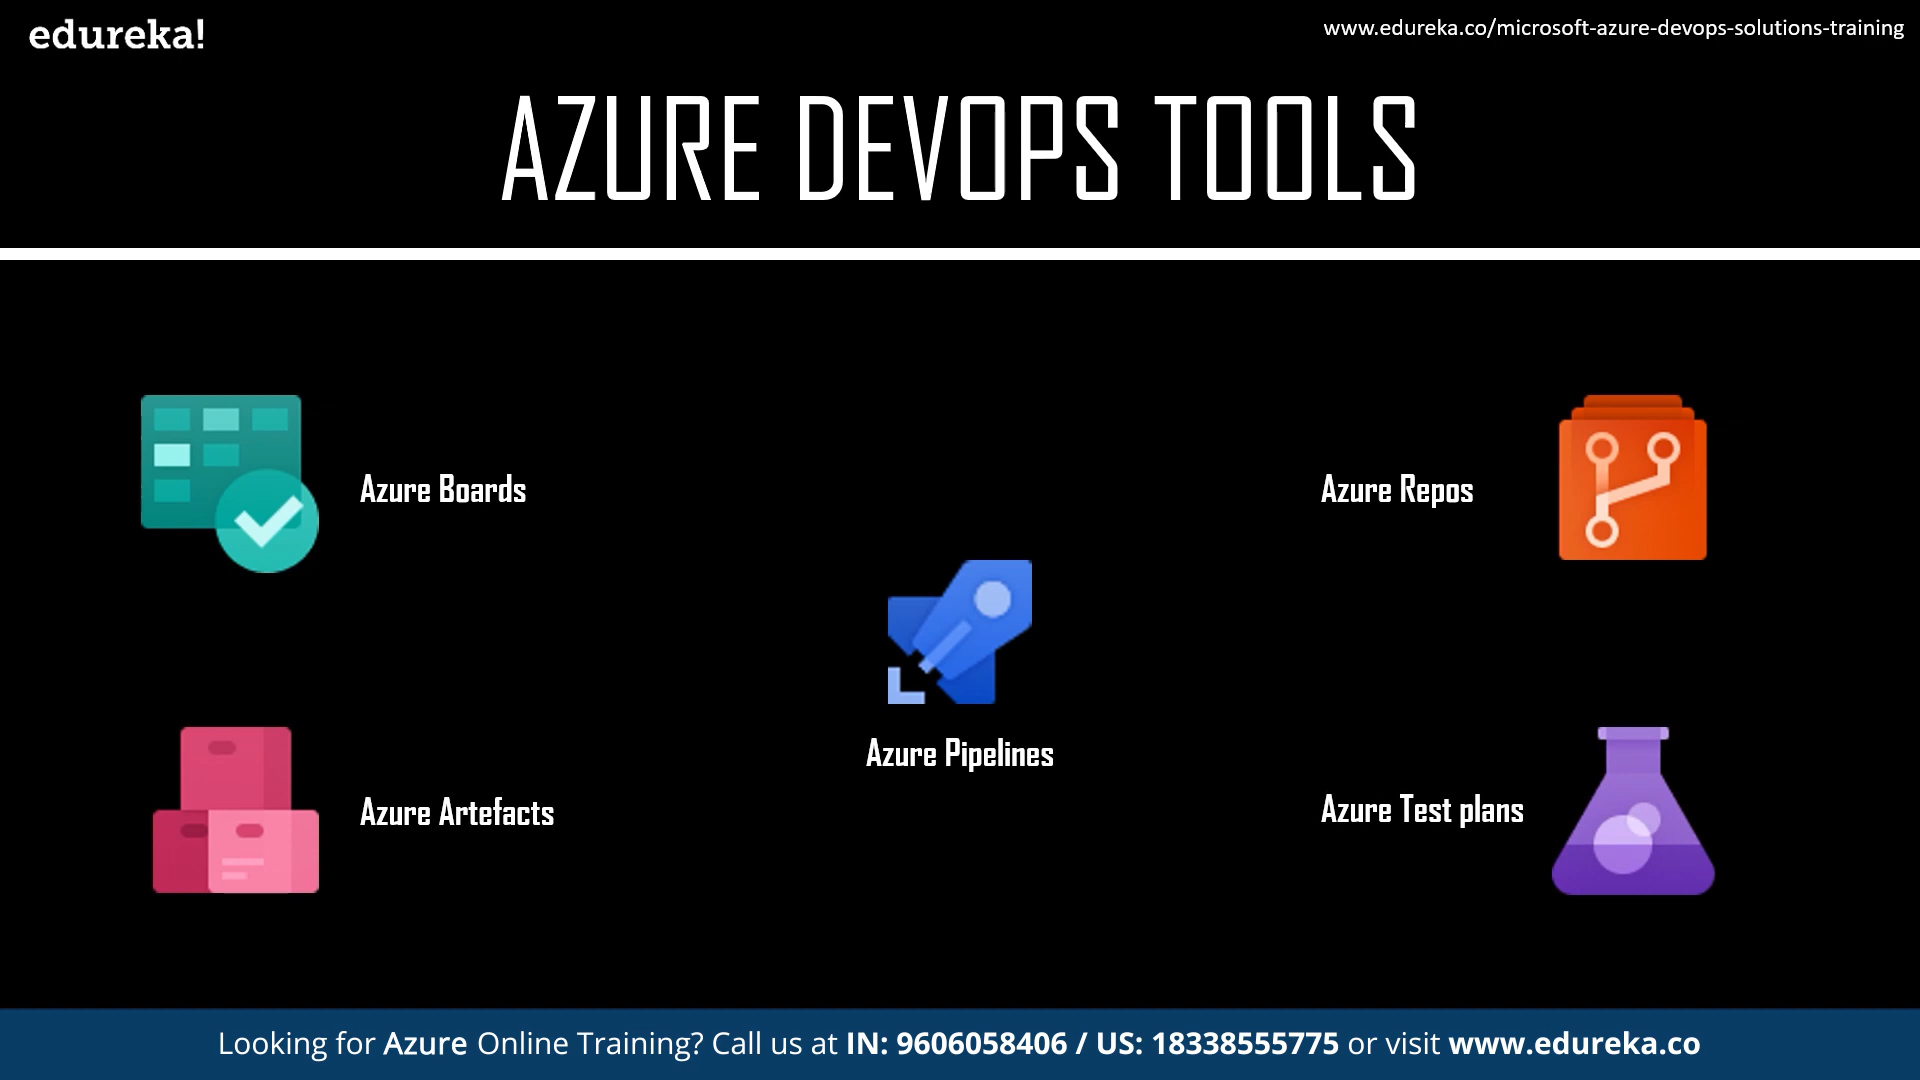 edureka!
www.edureka.co/microsoft-azure-devops-solutions-training
AZURE DEVOPS TOOLS
Azure Boards
Azure Repos
Azure Pipelines
Azure Artefacts
Azure Test plans
Looking for Azure Online Training? Call us at IN: 9606058406 / US: 18338555775 or visit www.edureka.co